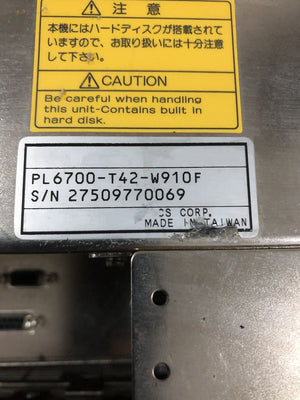 ⚠ 注意
本機にはハードディスクが搭載されて
いますので、お取り扱いには十分注意
して下さい。
⚠ CAUTION
Be careful when handling
this unit-Contains built in
hard disk.
PL6700-T42-W910F
S/N 27509770069
CS CORP.
MADE IN TAIWAN